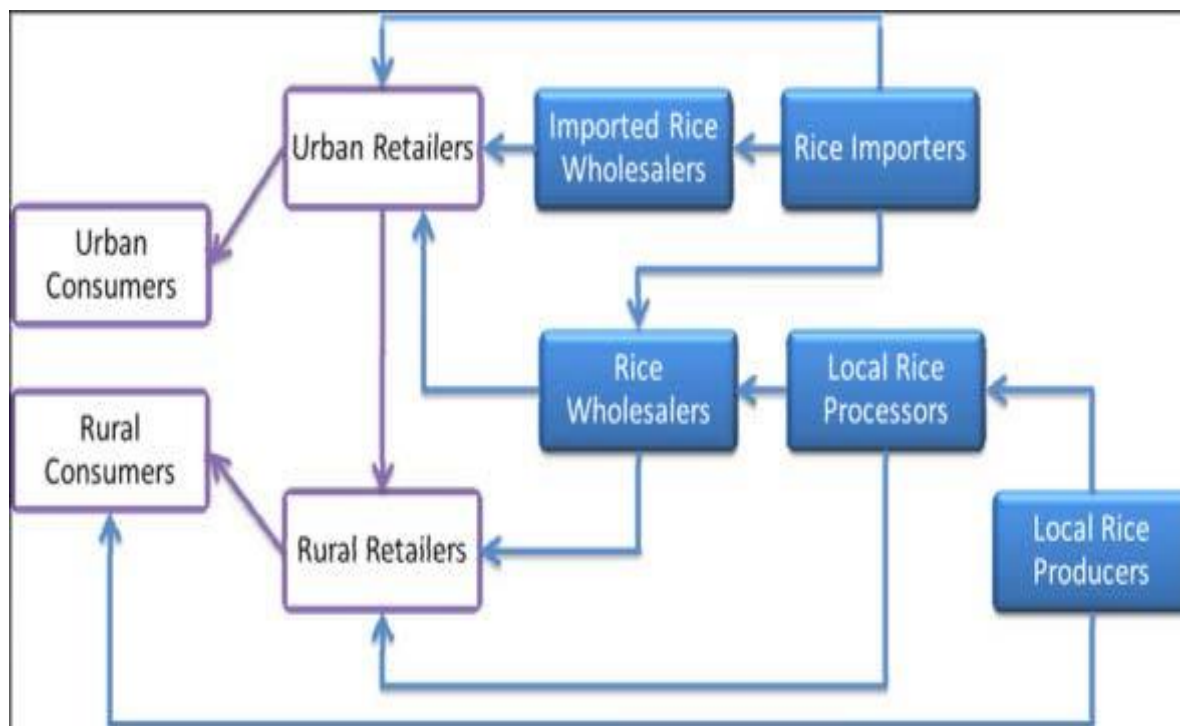 Urban Retailers
Imported Rice
Wholesalers
Rice Importers
Urban
Consumers
Rice
Wholesalers
Local Rice
Processors
Rural
Consumers
Rural Retailers
Local Rice
Producers